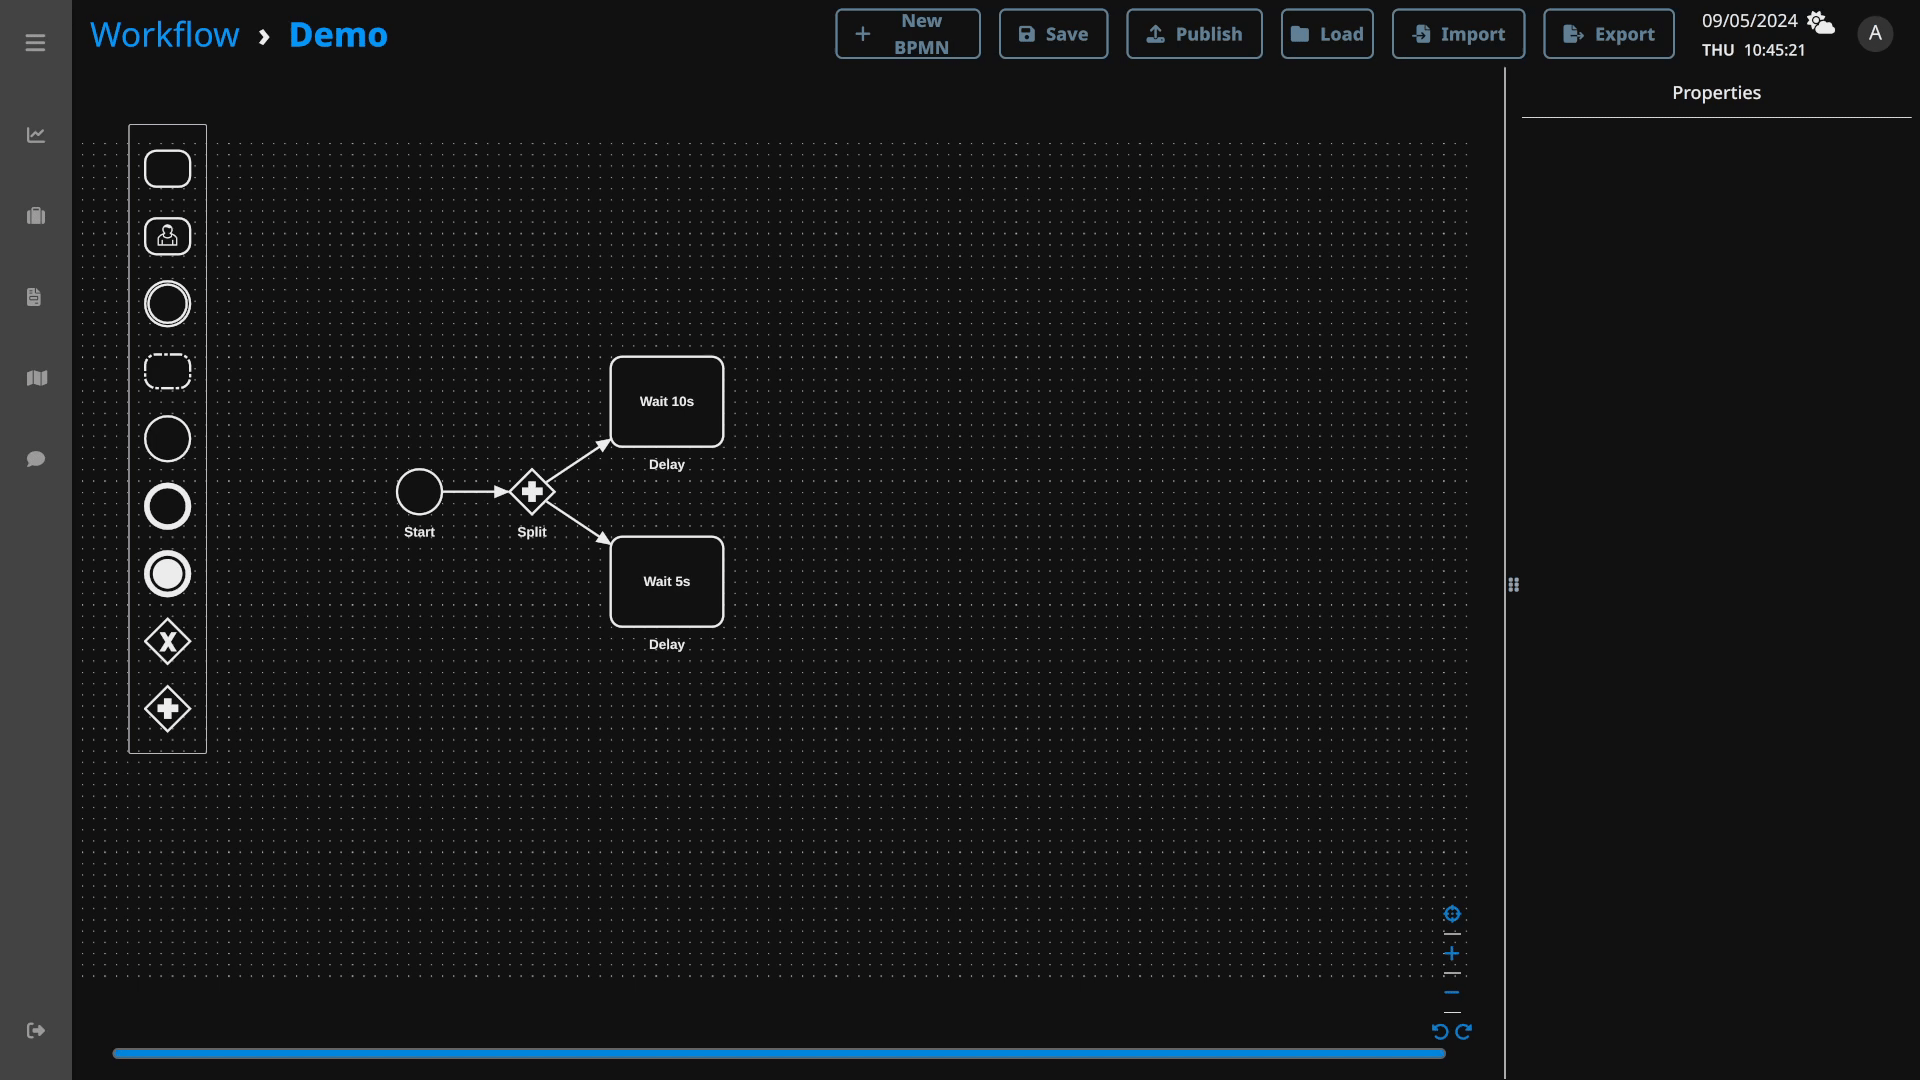 Workflow › Demo
New BPMN
Save
Publish
Load
Import
Export
09/05/2024
THU 10:45:21
A
Properties
Wait 10s
Delay
Start
Split
Wait 5s
Delay
X